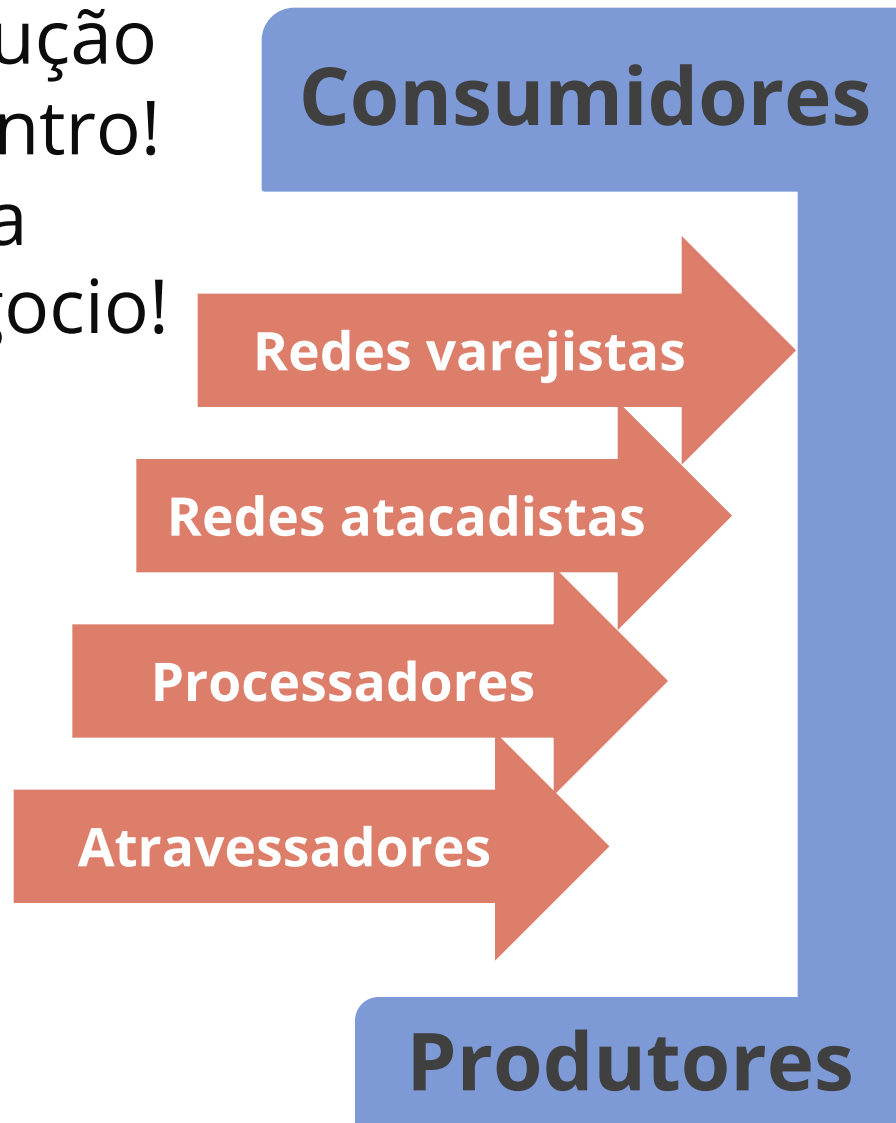 ução
ntro!
a
gocio!
Consumidores
Redes varejistas
Redes atacadistas
Processadores
Atravessadores
Produtores